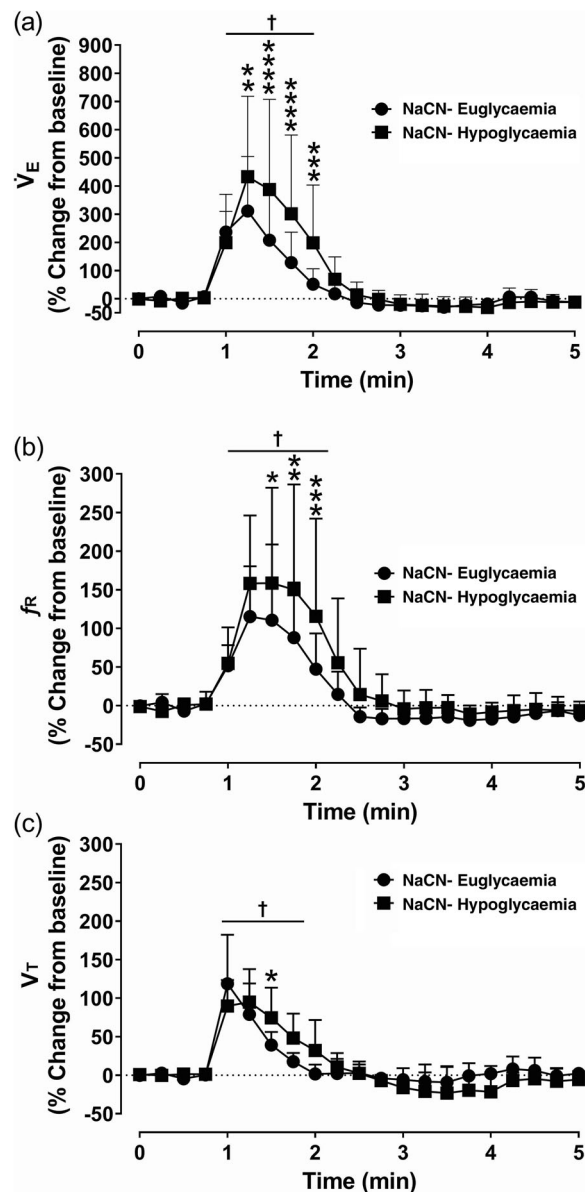 (a)
†
900
800
700
600
500
400
300
200
100
0
-50
V̇E
(% Change from baseline)
**
****
****
***
NaCN- Euglycaemia
NaCN- Hypoglycaemia
0 1 2 3 4 5
Time (min)
(b)
†
300
250
200
150
100
50
0
-50
fR
(% Change from baseline)
*
**
***
NaCN- Euglycaemia
NaCN- Hypoglycaemia
0 1 2 3 4 5
Time (min)
(c)
300
250
200
150
100
50
0
-50
VT
(% Change from baseline)
†
*
NaCN- Euglycaemia
NaCN- Hypoglycaemia
0 1 2 3 4 5
Time (min)